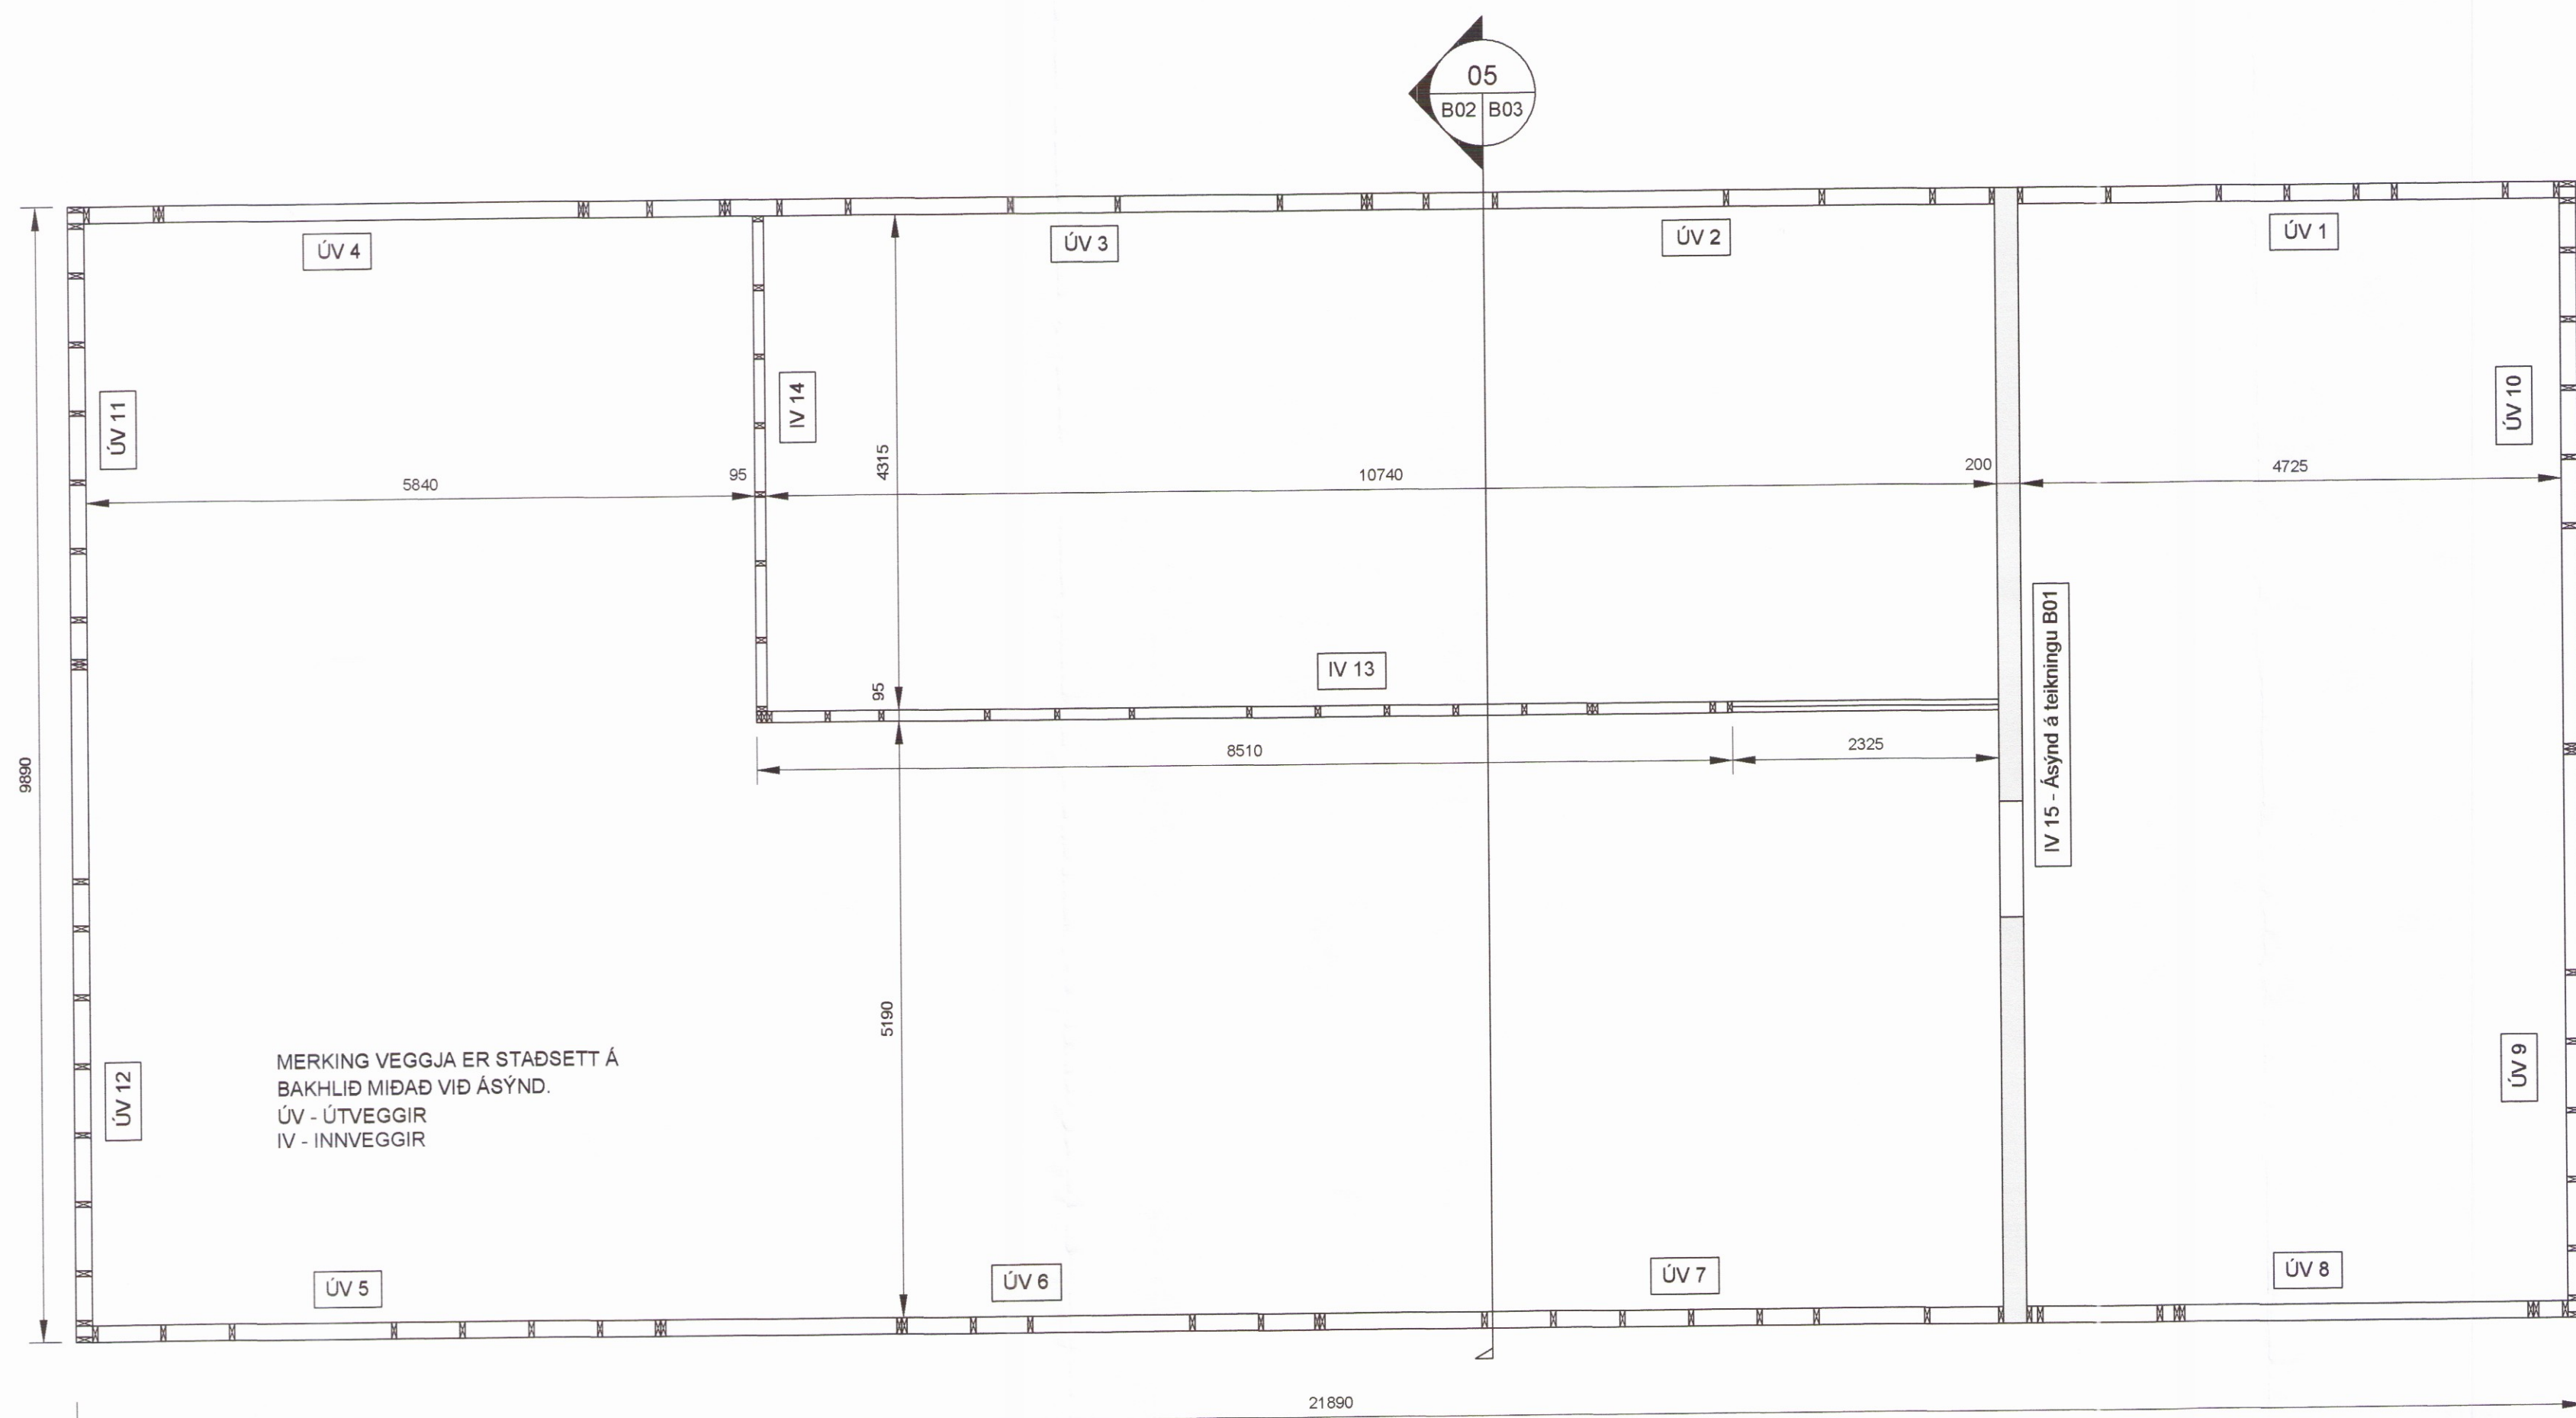 05
B02 B03
ÚV 4
ÚV 3
ÚV 2
ÚV 1
ÚV 11
IV 14
ÚV 10
5840
95
4315
10740
200
4725
IV 15 - Ásýnd á teikningu B01
IV 13
95
8510
2325
9890
5190
MERKING VEGGJA ER STAÐSETT Á
BAKHLIÐ MIÐAÐ VIÐ ÁSÝND.
ÚV - ÚTVEGGIR
IV - INNVEGGIR
ÚV 12
ÚV 9
ÚV 5
ÚV 6
ÚV 7
ÚV 8
21890